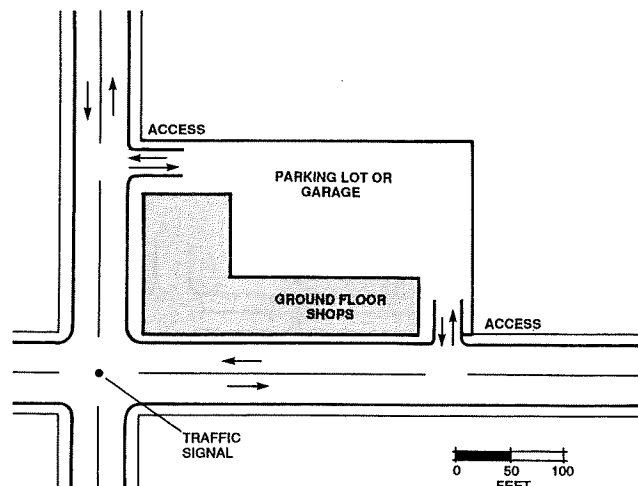 ACCESS
PARKING LOT OR
GARAGE
GROUND FLOOR
SHOPS
ACCESS
TRAFFIC
SIGNAL
0 50 100
FEET